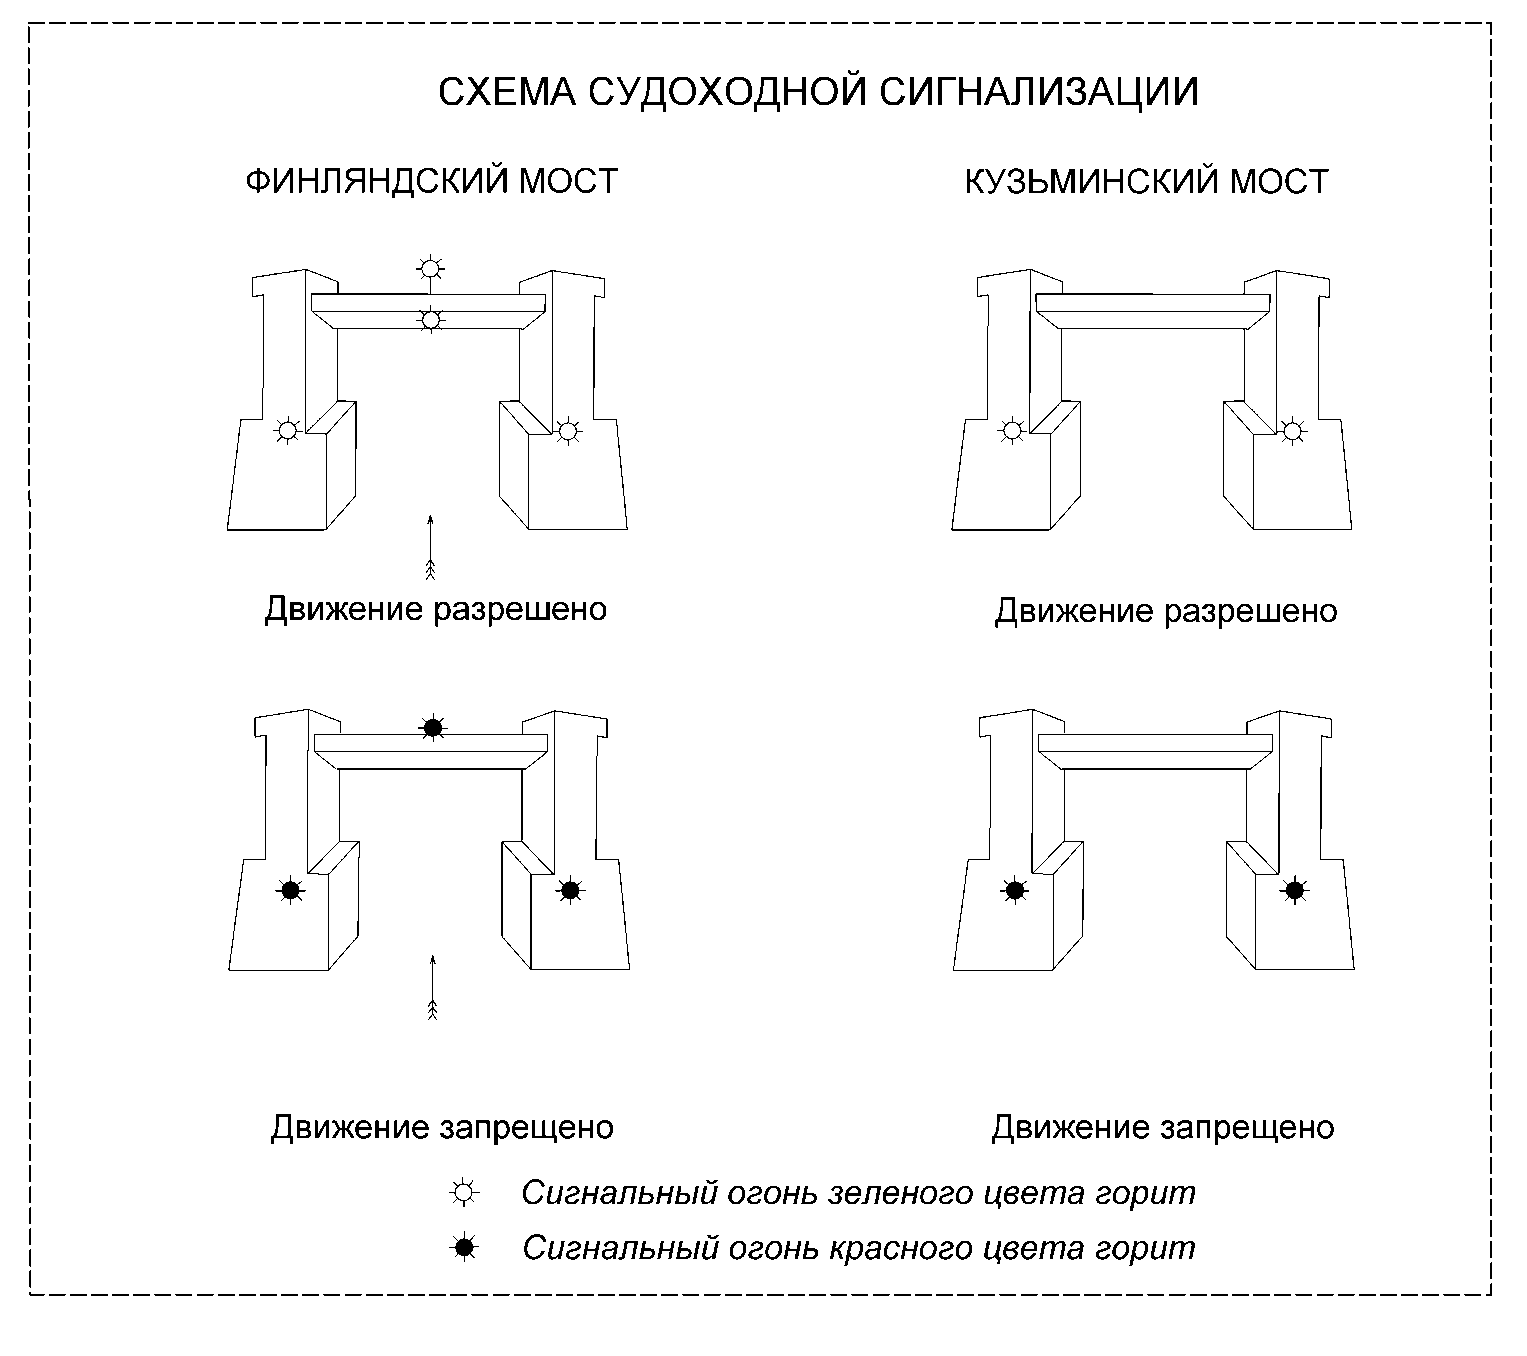 СХЕМА СУДОХОДНОЙ СИГНАЛИЗАЦИИ
ФИНЛЯНДСКИЙ МОСТ
КУЗЬМИНСКИЙ МОСТ
Движение разрешено
Движение разрешено
Движение запрещено
Движение запрещено
Сигнальный огонь зеленого цвета горит
Сигнальный огонь красного цвета горит